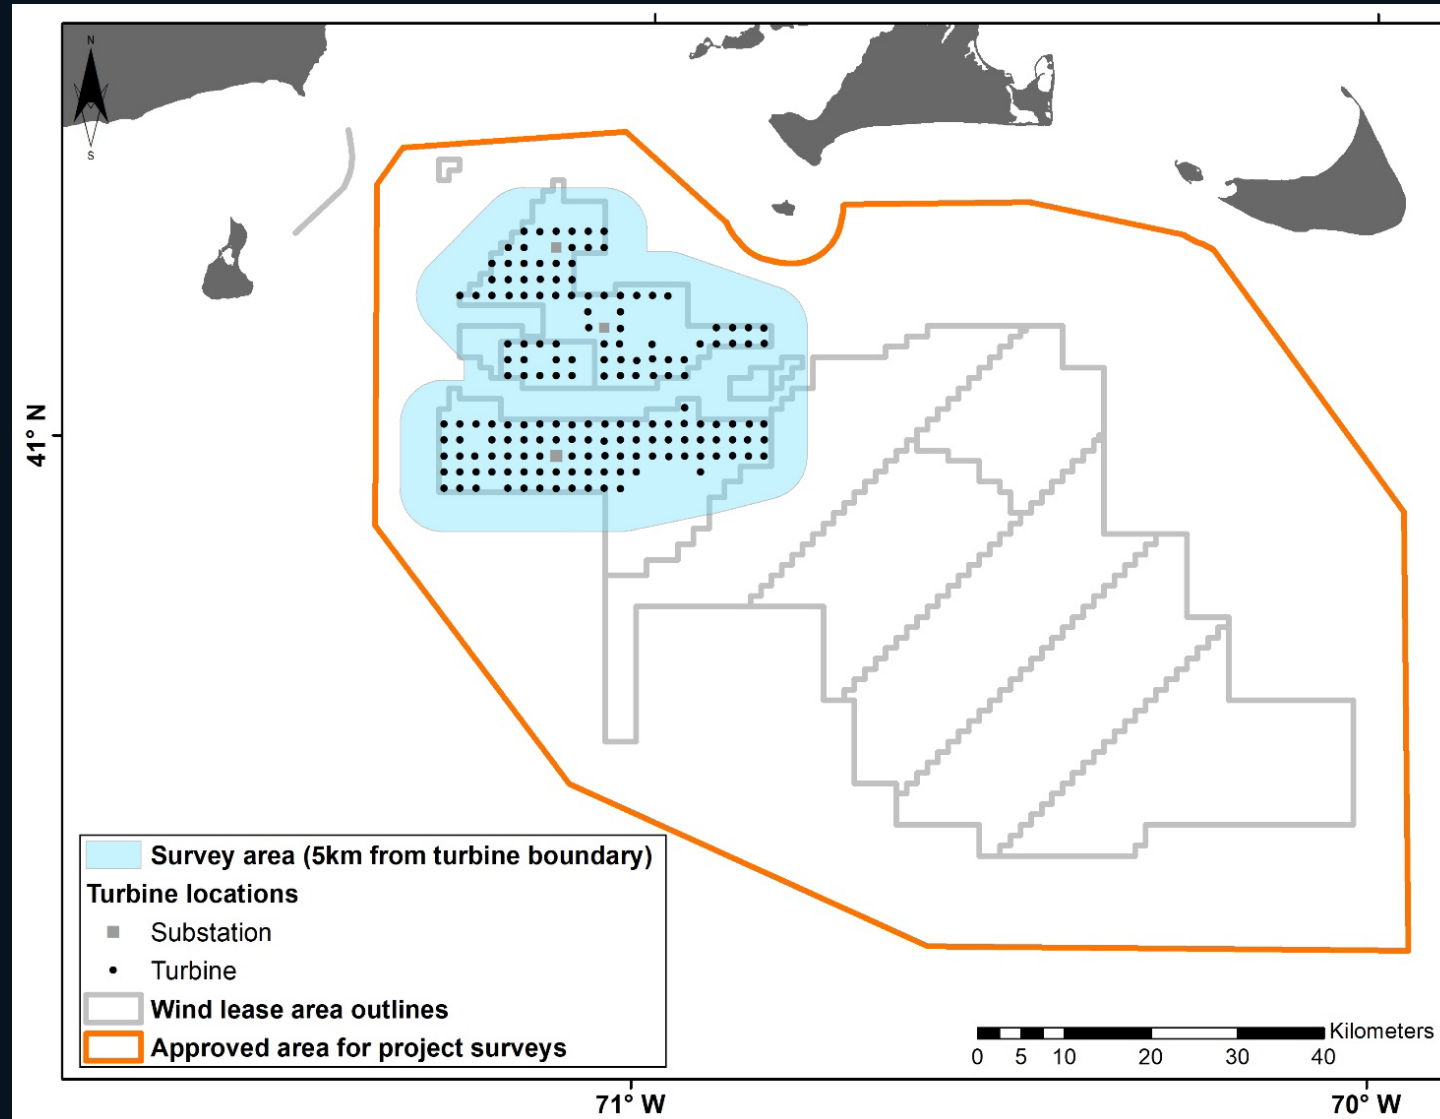 N
S
41° N
Survey area (5km from turbine boundary)
Turbine locations
Substation
Turbine
Wind lease area outlines
Approved area for project surveys
Kilometers
0 5 10 20 30 40
71° W 70° W